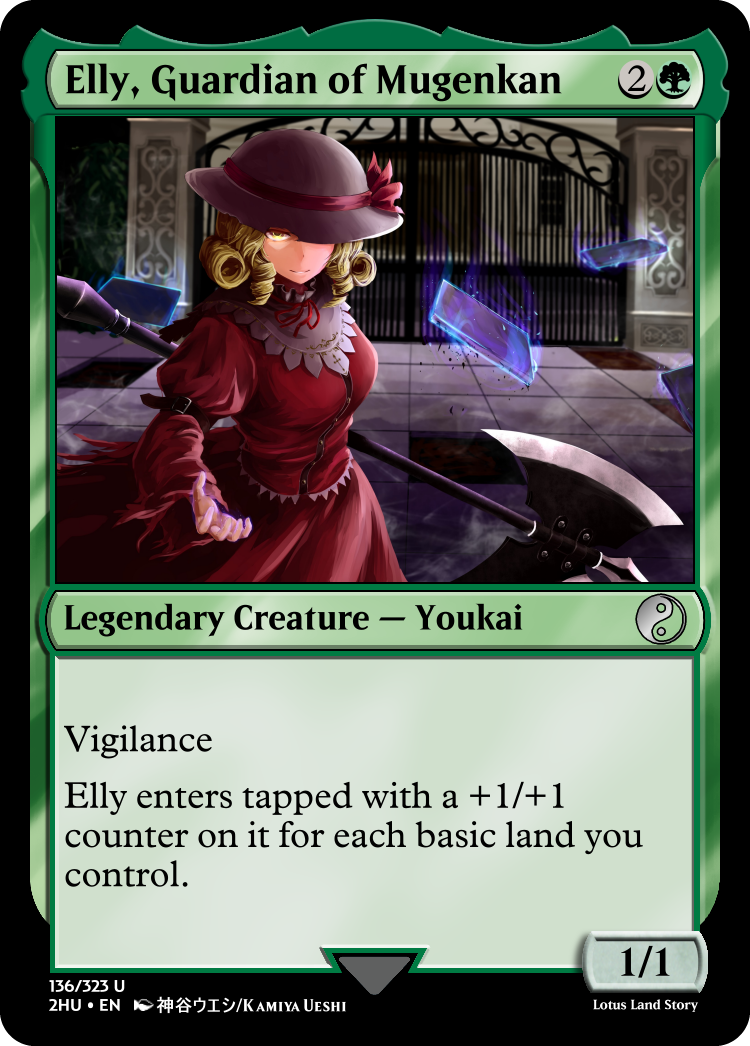 Elly, Guardian of Mugenkan
2
Legendary Creature — Youkai
Vigilance
Elly enters tapped with a +1/+1
counter on it for each basic land you
control.
1/1
136/323 U
2HU • EN 神谷ウエシ/Kamiya Ueshi
Lotus Land Story